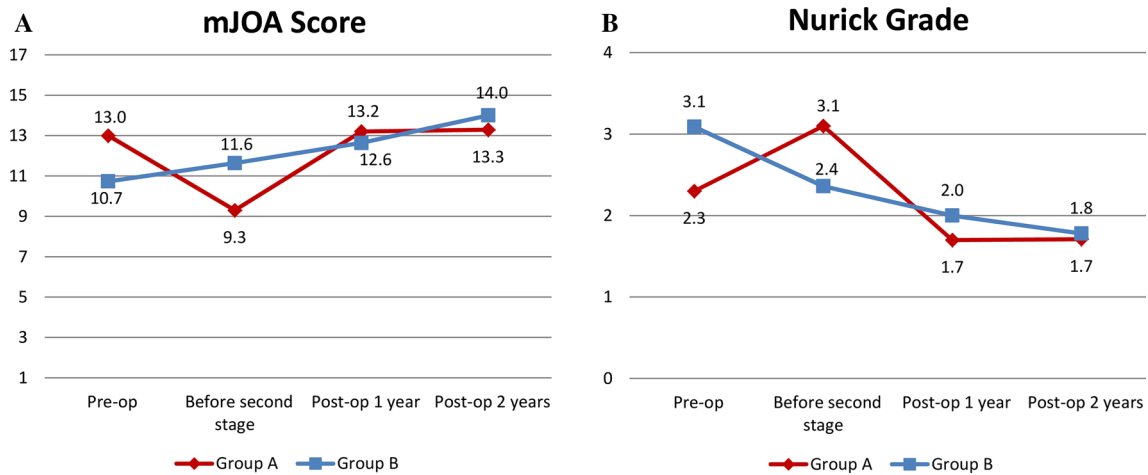 A
mJOA Score
17
15
13
11
9
7
5
3
1
13.0
10.7
11.6
9.3
13.2
12.6
14.0
13.3
Pre-op
Before second
stage
Post-op 1 year
Post-op 2 years
Group A
Group B
B
Nurick Grade
4
3
2
1
0
3.1
2.3
3.1
2.4
2.0
1.7
1.8
1.7
Pre-op
Before second
stage
Post-op 1 year
Post-op 2 years
Group A
Group B